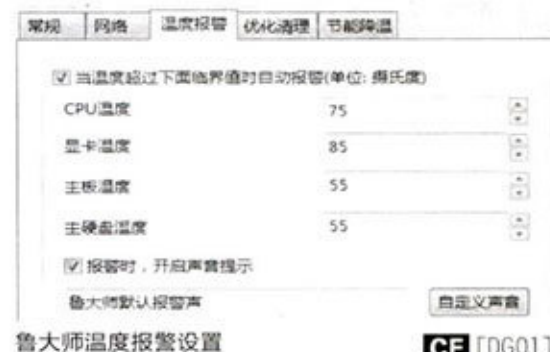 常规 网络 温度报警 优化清理 节能降温
当温度超过下面临界值时自动报警(单位: 摄氏度)
CPU温度 75
显卡温度 85
主板温度 55
主硬盘温度 55
报警时，开启声音提示
鲁大师默认报警声 自定义声音
鲁大师温度报警设置 CF [DG01]